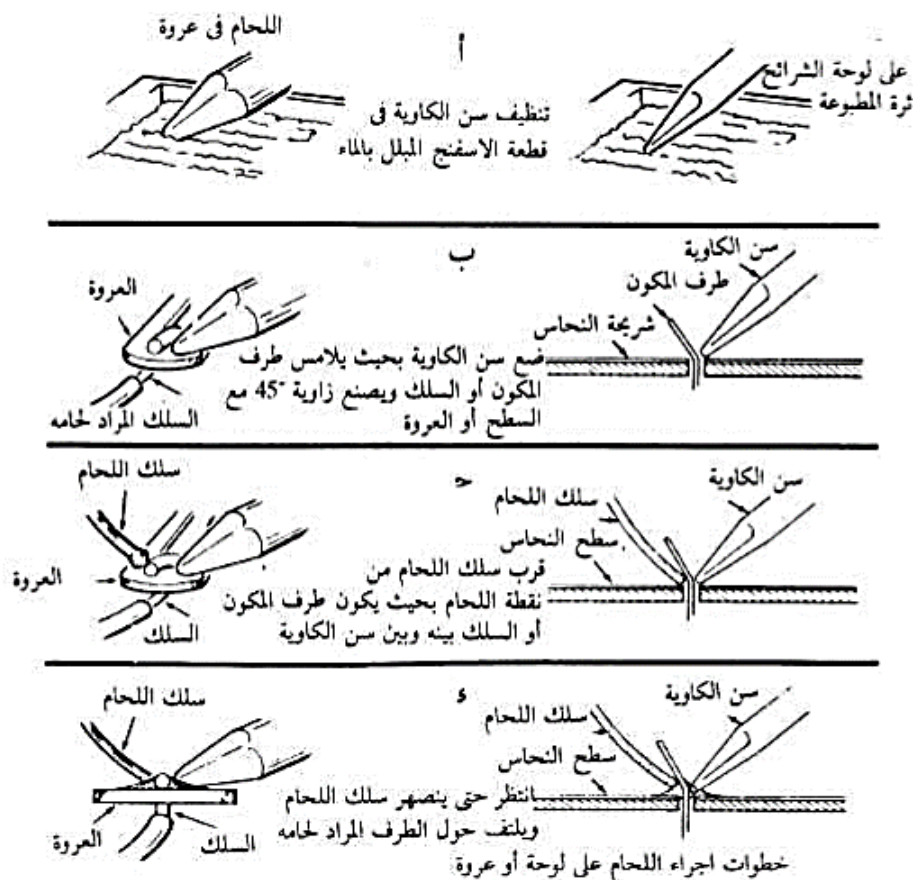 اللحام فى عروة
أ
على لوحة الشرائح
ثرة المطبوعة
تنظيف سن الكاوية فى
قطعة الاسفنج المبلل بالماء
ب
سن الكاوية
طرف المكون
شريحة النحاس
العروة
السلك المراد لحامه
ضع سن الكاوية بحيث يلامس طرف
المكون أو السلك ويصنع زاوية 45° مع
السطح أو العروة
حـ
سن الكاوية
سلك اللحام
سطح النحاس
سلك اللحام
العروة
السلك
قرب سلك اللحام من
نقطة اللحام بحيث يكون طرف المكون
أو السلك بينه وبين سن الكاوية
ء
سن الكاوية
سلك اللحام
سطح النحاس
سلك اللحام
العروة
السلك
انتظر حتى ينصهر سلك اللحام
ويلتف حول الطرف المراد لحامه
خطوات اجراء اللحام على لوحة أو عروة